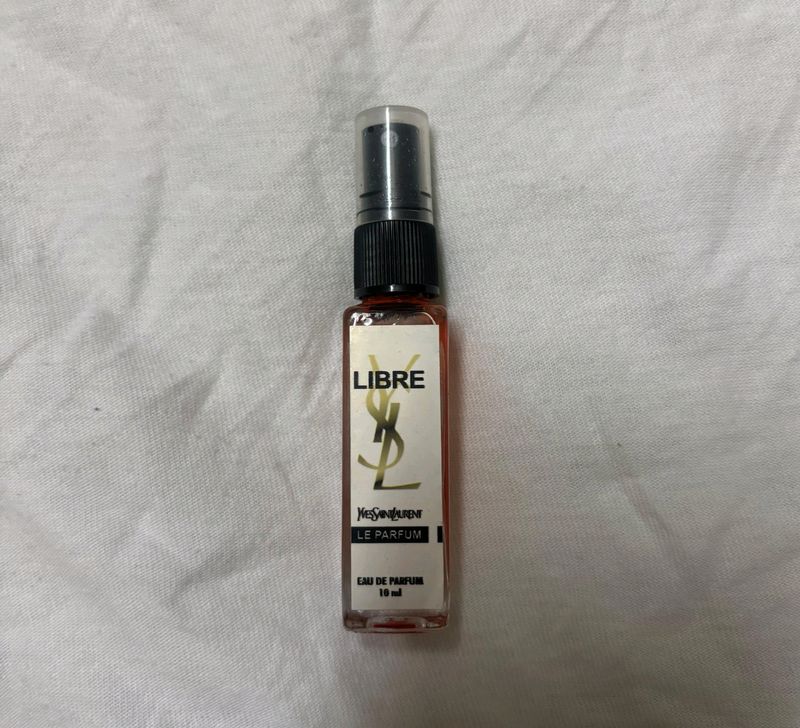 LIBRE
YSL
YVESSAINTLAURENT
LE PARFUM
EAU DE PARFUM
10 ml